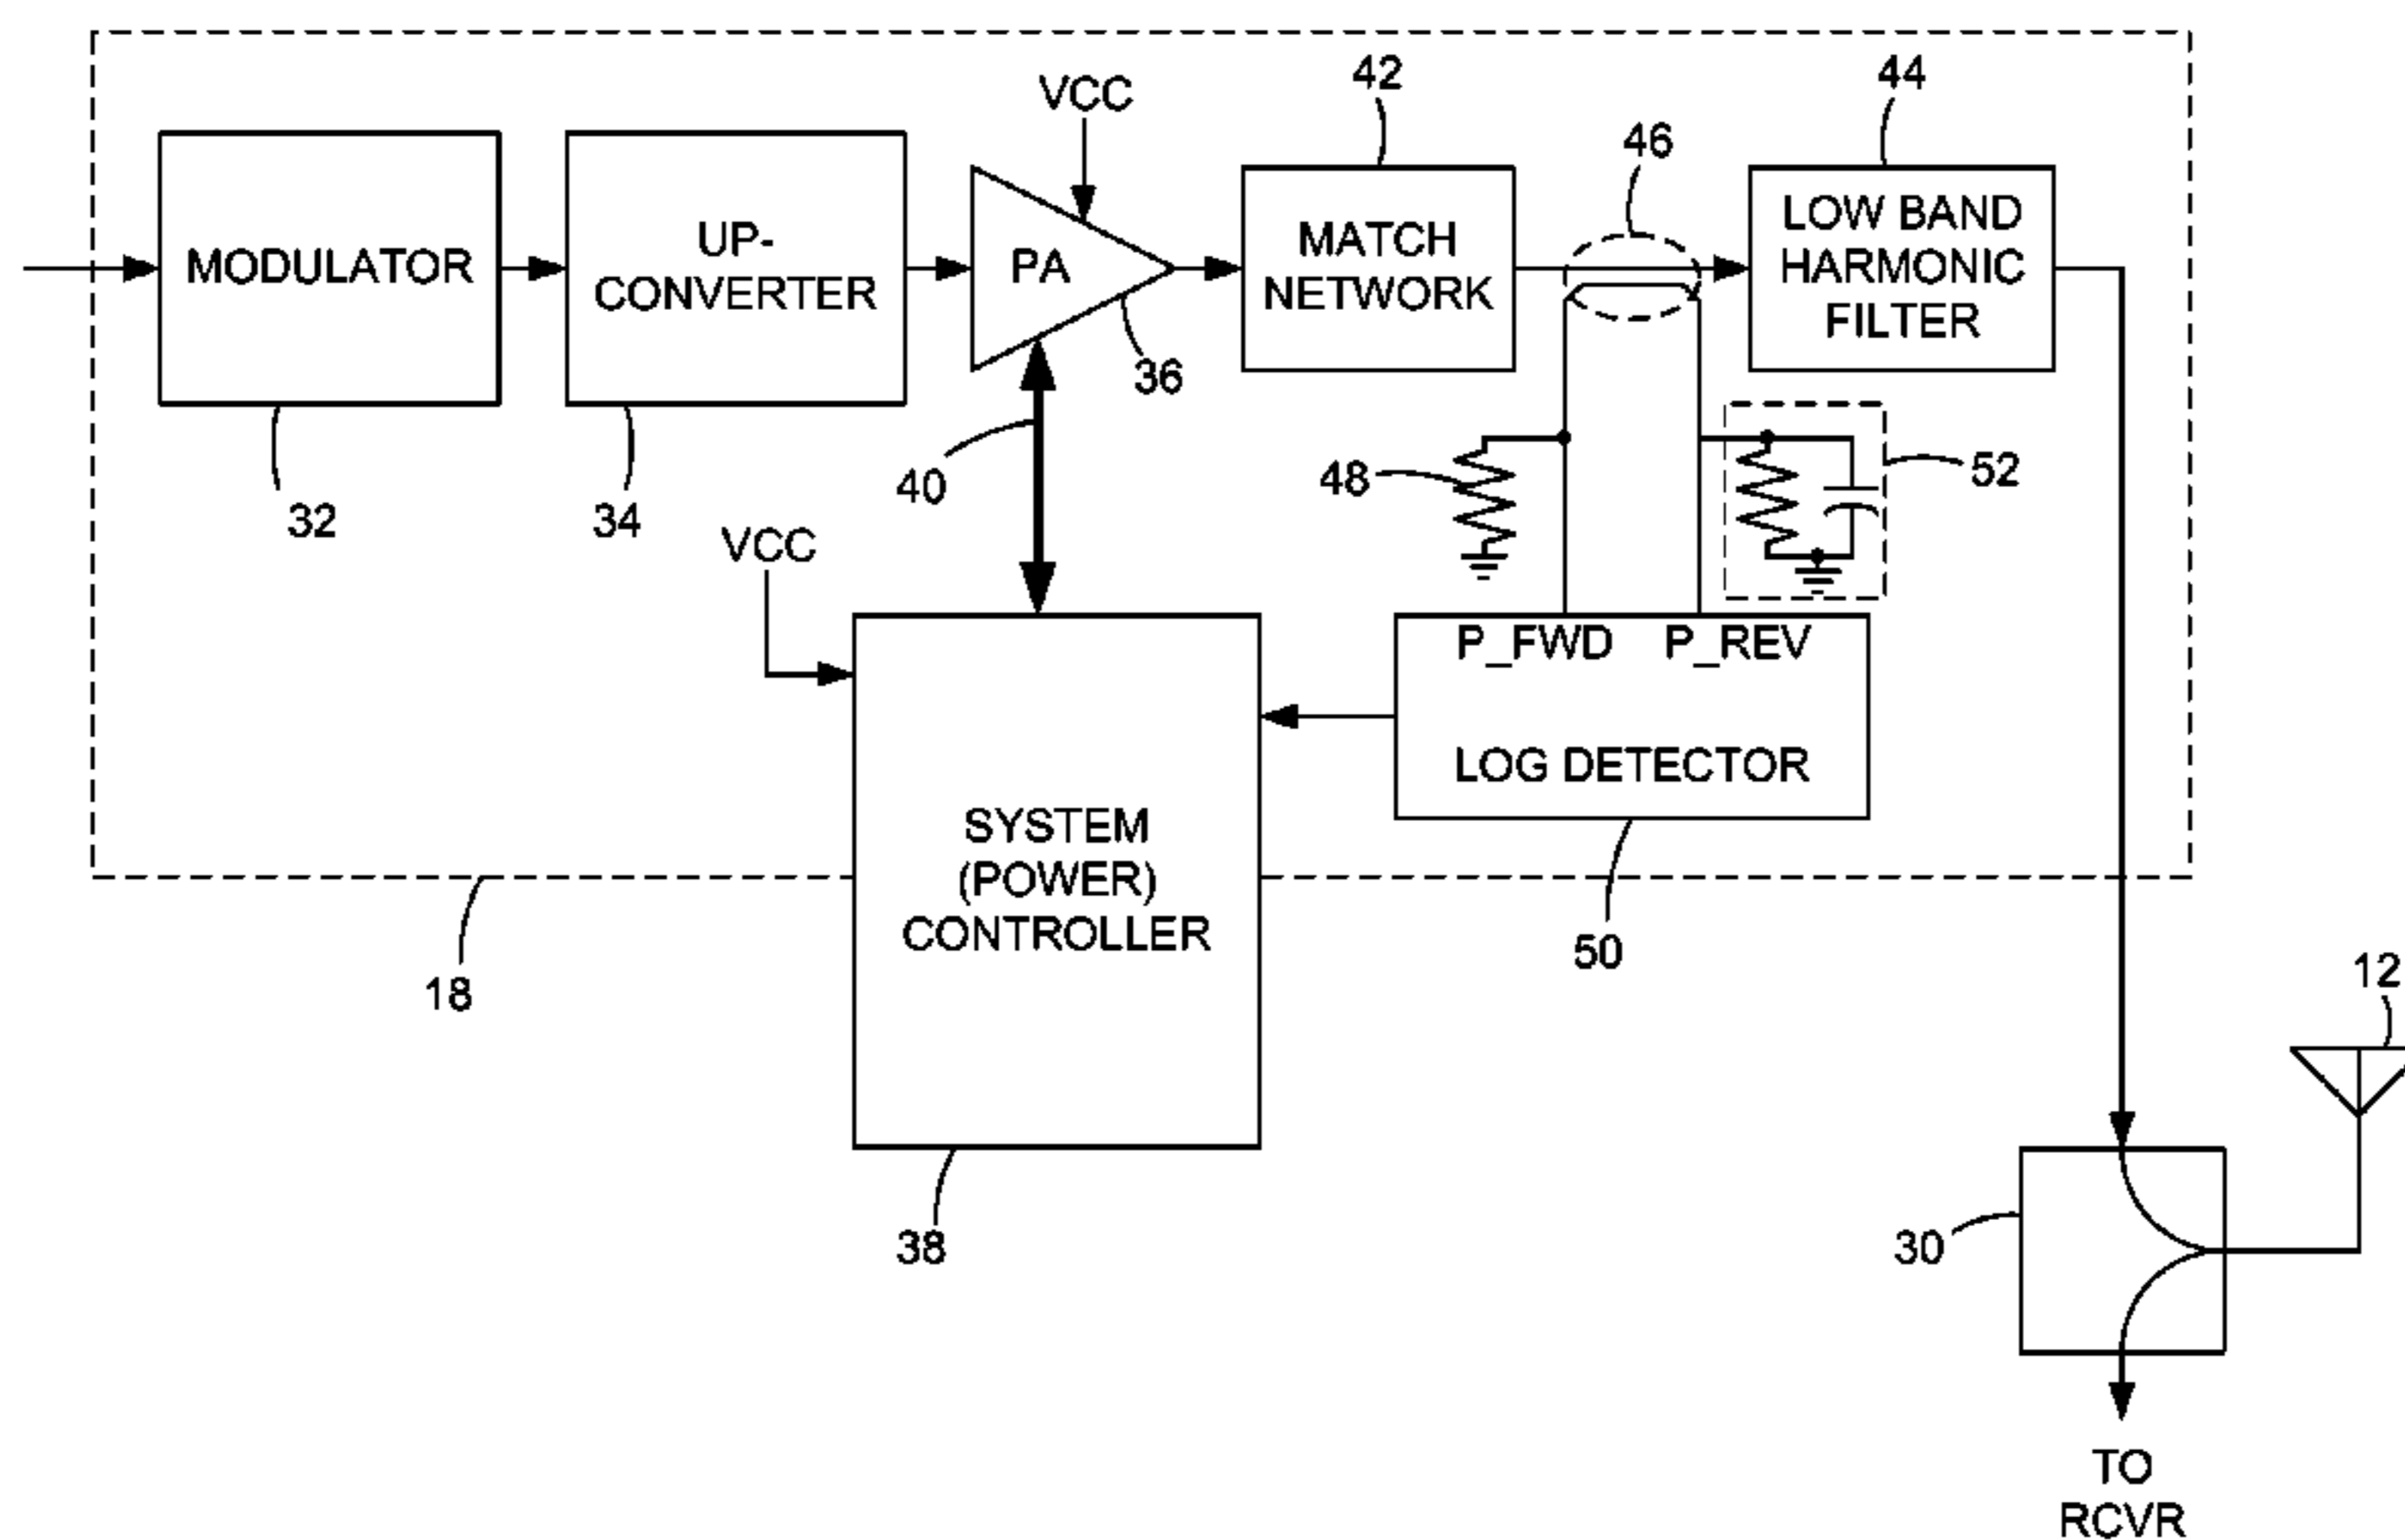 VCC
42
44
46
MODULATOR
UP-
CONVERTER
PA
MATCH
NETWORK
LOW BAND
HARMONIC
FILTER
36
32
34
40
48
52
VCC
P_FWD
P_REV
LOG DETECTOR
SYSTEM
(POWER)
CONTROLLER
18
50
12
38
30
TO
RCVR